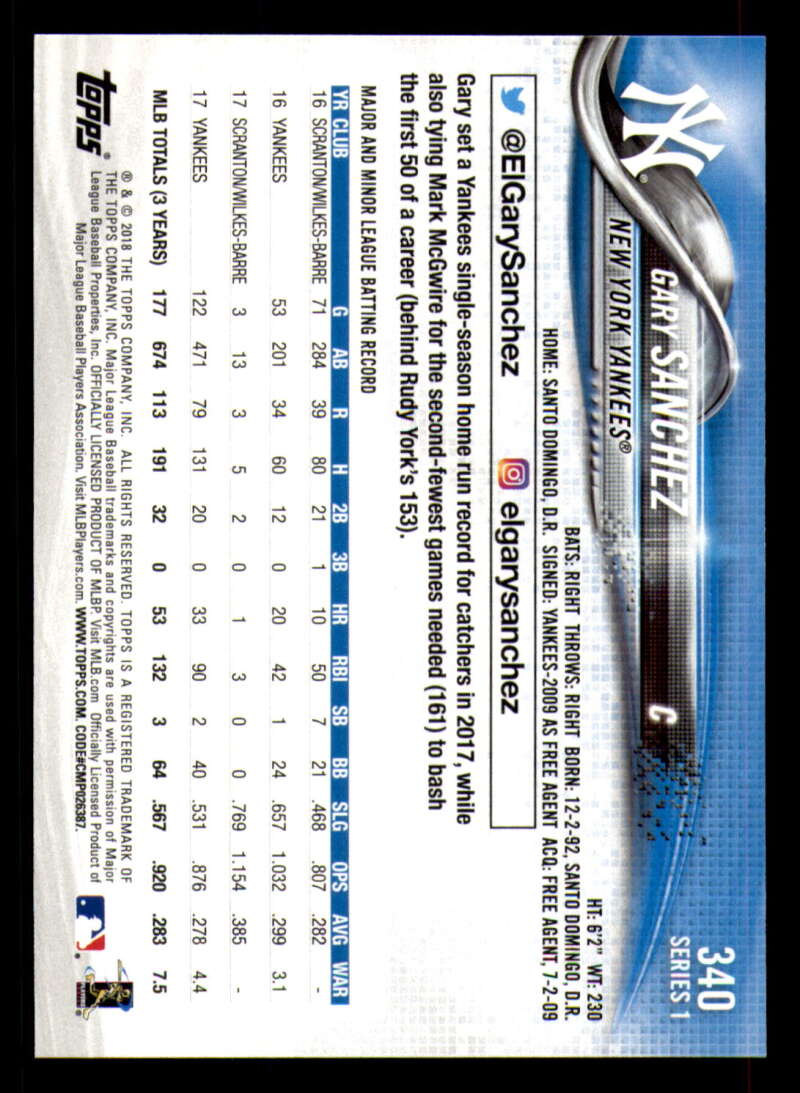 340
SERIES 1
GARY SANCHEZ C
NEW YORK YANKEES®
HT: 6'2" WT: 230
BATS: RIGHT THROWS: RIGHT BORN: 12-2-92, SANTO DOMINGO, D.R.
HOME: SANTO DOMINGO, D.R. SIGNED: YANKEES-2009 AS FREE AGENT ACQ: FREE AGENT, 7-2-09
@ElGarySanchez elgarysanchez
Gary set a Yankees single-season home run record for catchers in 2017, while
also tying Mark McGwire for the second-fewest games needed (161) to bash
the first 50 of a career (behind Rudy York's 153).
MAJOR AND MINOR LEAGUE BATTING RECORD
YR CLUB G AB R H 2B 3B HR RBI SB BB SLG OPS AVG WAR
16 SCRANTON/WILKES-BARRE 71 284 39 80 21 1 10 50 7 21 .468 .807 .282 -
16 YANKEES 53 201 34 60 12 0 20 42 1 24 .657 1.032 .299 3.1
17 SCRANTON/WILKES-BARRE 3 13 3 5 2 0 1 3 0 0 .769 1.154 .385 -
17 YANKEES 122 471 79 131 20 0 33 90 2 40 .531 .876 .278 4.4
MLB TOTALS (3 YEARS) 177 674 113 191 32 0 53 132 3 64 .567 .920 .283 7.5
topps®
® & © 2018 THE TOPPS COMPANY, INC. ALL RIGHTS RESERVED. TOPPS IS A REGISTERED TRADEMARK OF
THE TOPPS COMPANY, INC. Major League Baseball trademarks and copyrights are used with permission of Major
League Baseball Properties, Inc. OFFICIALLY LICENSED PRODUCT OF MLBP. Visit MLB.com Officially Licensed Product of
Major League Baseball Players Association. Visit MLBPlayers.com. WWW.TOPPS.COM. CODE#CMP026387.